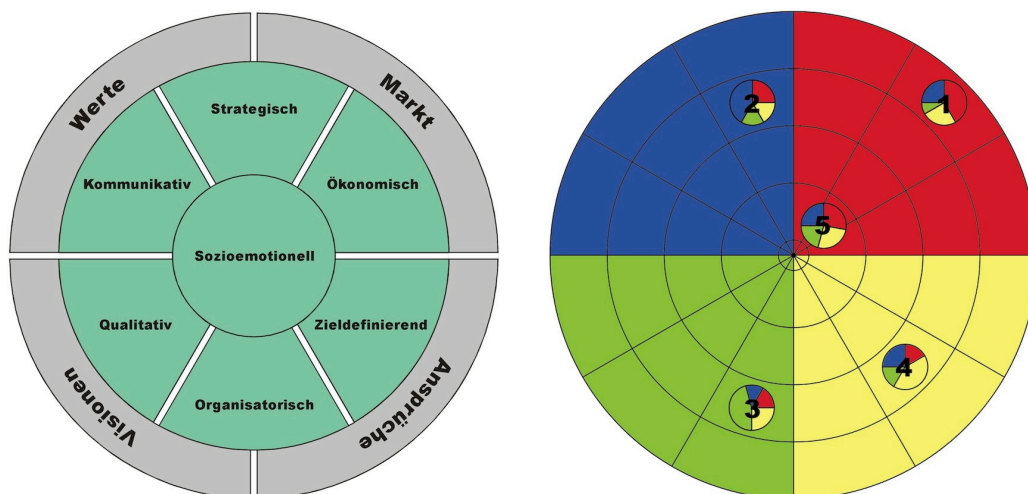 Werte
Markt
Strategisch
Kommunikativ
Ökonomisch
Sozioemotionell
Qualitativ
Zieldefinierend
Organisatorisch
Visionen
Ansprüche
2
1
5
4
3